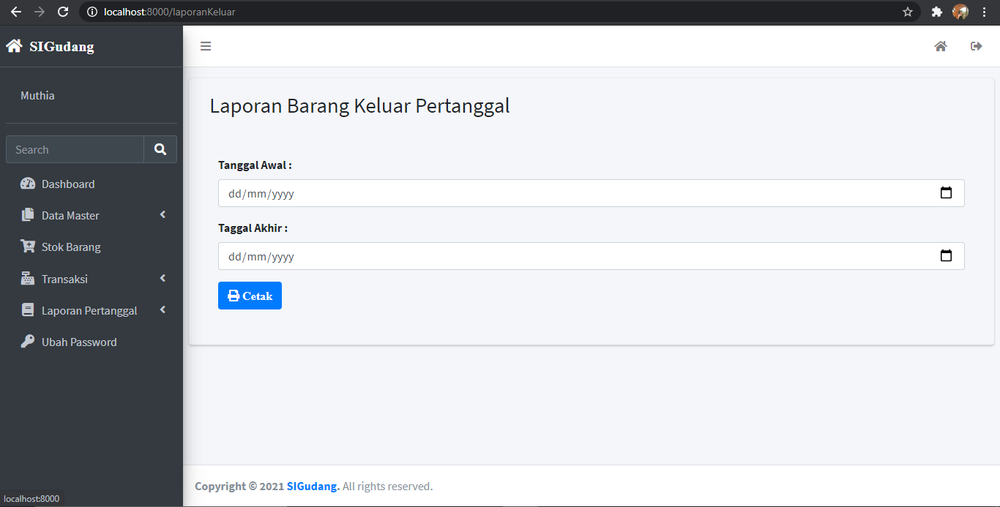 localhost:8000/laporanKeluar
SIGudang
Muthia
Search
Dashboard
Data Master
Stok Barang
Transaksi
Laporan Pertanggal
Ubah Password
Laporan Barang Keluar Pertanggal
Tanggal Awal :
dd/mm/yyyy
Taggal Akhir :
dd/mm/yyyy
Cetak
Copyright © 2021 SIGudang. All rights reserved.
localhost:8000